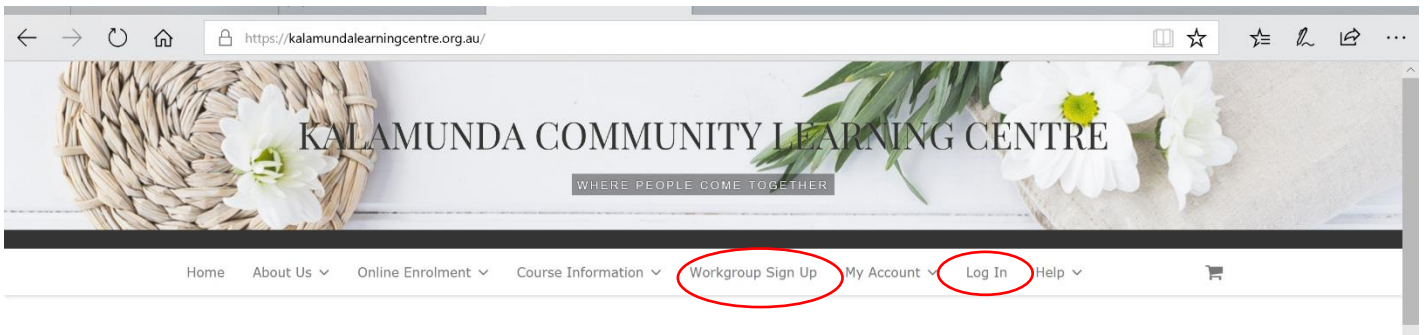 https://kalamundalearningcentre.org.au/
KALAMUNDA COMMUNITY LEARNING CENTRE
WHERE PEOPLE COME TOGETHER
Home About Us Online Enrolment Course Information Workgroup Sign Up My Account Log In Help